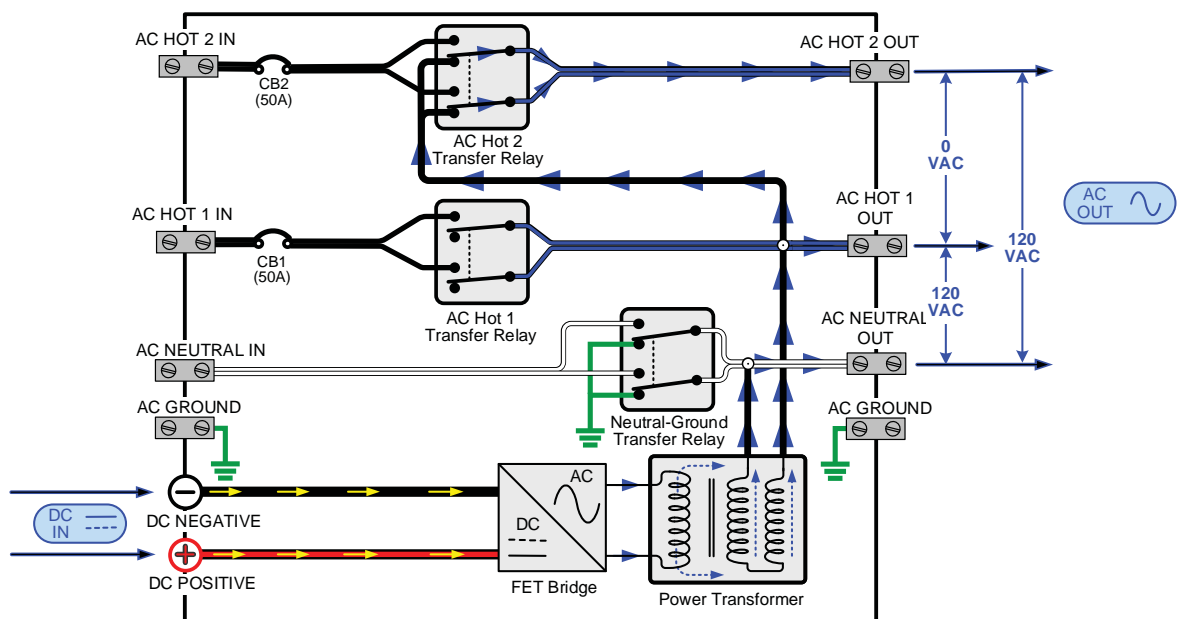 AC HOT 2 IN
CB2
(50A)
AC Hot 2
Transfer Relay
AC HOT 2 OUT
0
VAC
AC HOT 1 IN
CB1
(50A)
AC Hot 1
Transfer Relay
AC HOT 1
OUT
AC
OUT
120
VAC
120
VAC
AC NEUTRAL IN
AC NEUTRAL
OUT
AC GROUND
Neutral-Ground
Transfer Relay
AC GROUND
DC
IN
DC NEGATIVE
DC POSITIVE
AC
DC
FET Bridge
Power Transformer